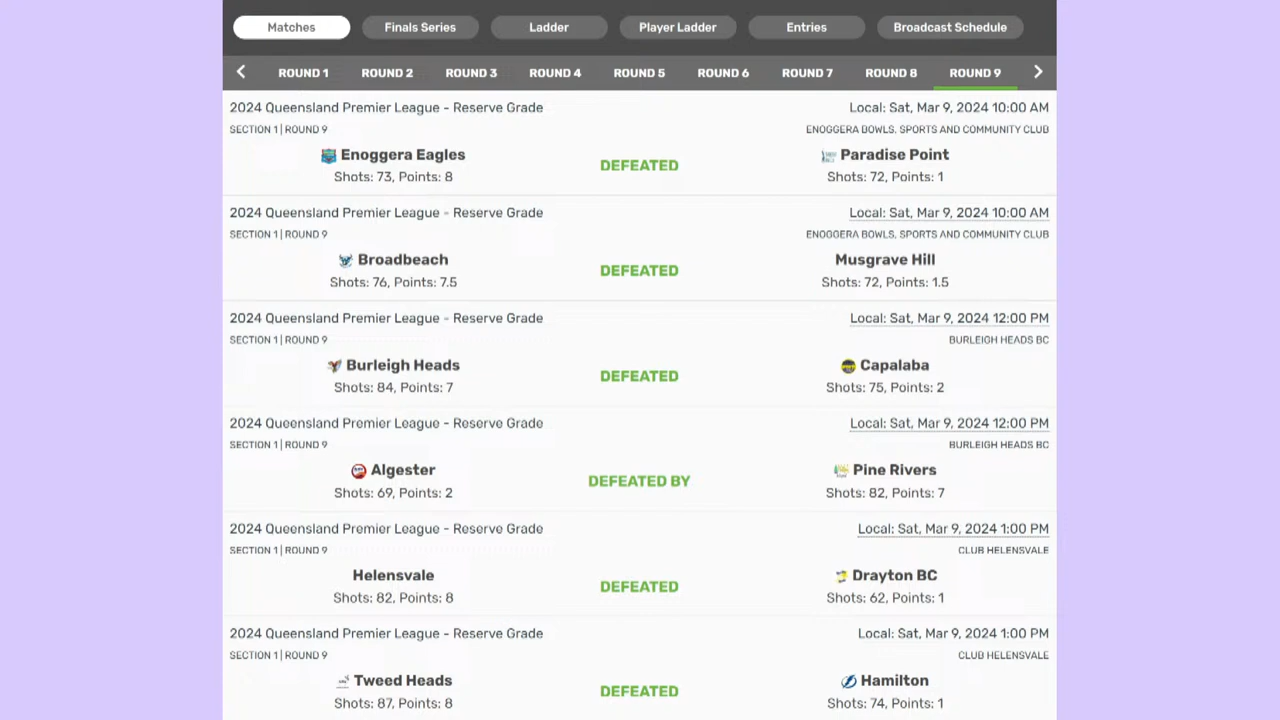 Matches Finals Series Ladder Player Ladder Entries Broadcast Schedule
ROUND 1 ROUND 2 ROUND 3 ROUND 4 ROUND 5 ROUND 6 ROUND 7 ROUND 8 ROUND 9
2024 Queensland Premier League - Reserve Grade Local: Sat, Mar 9, 2024 10:00 AM
SECTION 1 | ROUND 9 ENOGGERA BOWLS, SPORTS AND COMMUNITY CLUB
Enoggera Eagles DEFEATED Paradise Point
Shots: 73, Points: 8 Shots: 72, Points: 1
2024 Queensland Premier League - Reserve Grade Local: Sat, Mar 9, 2024 10:00 AM
SECTION 1 | ROUND 9 ENOGGERA BOWLS, SPORTS AND COMMUNITY CLUB
Broadbeach DEFEATED Musgrave Hill
Shots: 76, Points: 7.5 Shots: 72, Points: 1.5
2024 Queensland Premier League - Reserve Grade Local: Sat, Mar 9, 2024 12:00 PM
SECTION 1 | ROUND 9 BURLEIGH HEADS BC
Burleigh Heads DEFEATED Capalaba
Shots: 84, Points: 7 Shots: 75, Points: 2
2024 Queensland Premier League - Reserve Grade Local: Sat, Mar 9, 2024 12:00 PM
SECTION 1 | ROUND 9 BURLEIGH HEADS BC
Algester DEFEATED BY Pine Rivers
Shots: 69, Points: 2 Shots: 82, Points: 7
2024 Queensland Premier League - Reserve Grade Local: Sat, Mar 9, 2024 1:00 PM
SECTION 1 | ROUND 9 CLUB HELENSVALE
Helensvale DEFEATED Drayton BC
Shots: 82, Points: 8 Shots: 62, Points: 1
2024 Queensland Premier League - Reserve Grade Local: Sat, Mar 9, 2024 1:00 PM
SECTION 1 | ROUND 9 CLUB HELENSVALE
Tweed Heads DEFEATED Hamilton
Shots: 87, Points: 8 Shots: 74, Points: 1